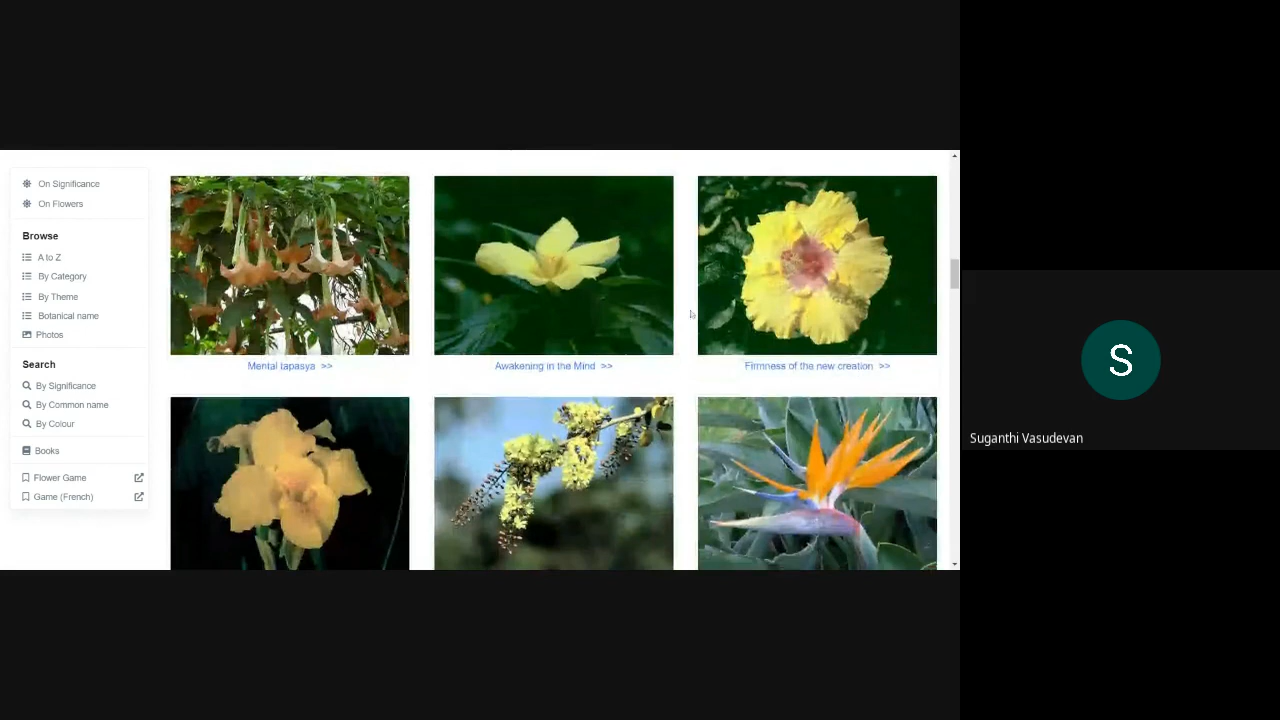 On Significance
On Flowers
Browse
A to Z
By Category
By Theme
Botanical name
Photos
Search
By Significance
By Common name
By Colour
Books
Flower Game
Game (French)
Mental tapasya >>
Awakening in the Mind >>
Firmness of the new creation >>
S
Suganthi Vasudevan